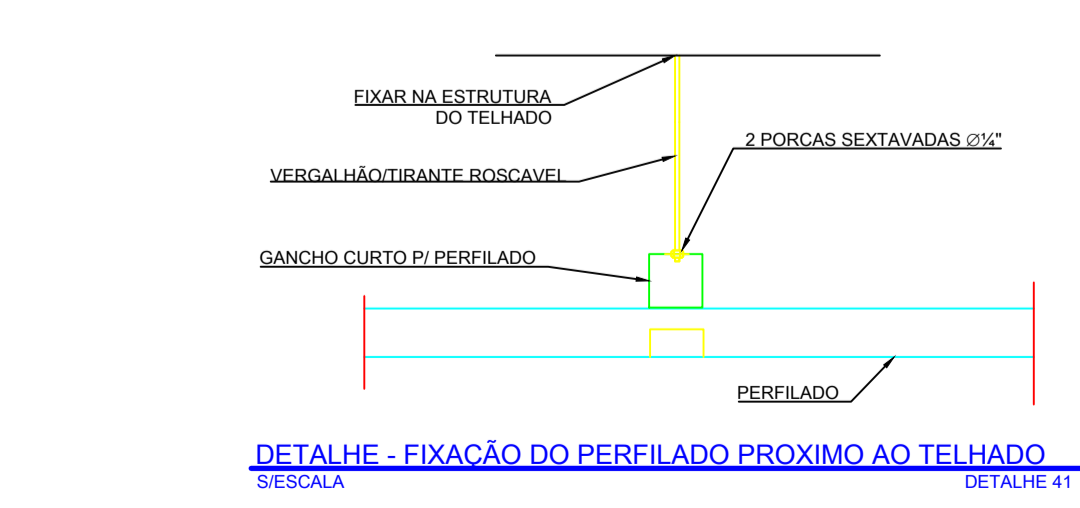 FIXAR NA ESTRUTURA
DO TELHADO
2 PORCAS SEXTAVADAS Ø¼"
VERGALHÃO/TIRANTE ROSCAVEL
GANCHO CURTO P/ PERFILADO
PERFILADO
DETALHE - FIXAÇÃO DO PERFILADO PROXIMO AO TELHADO
S/ESCALA
DETALHE 41